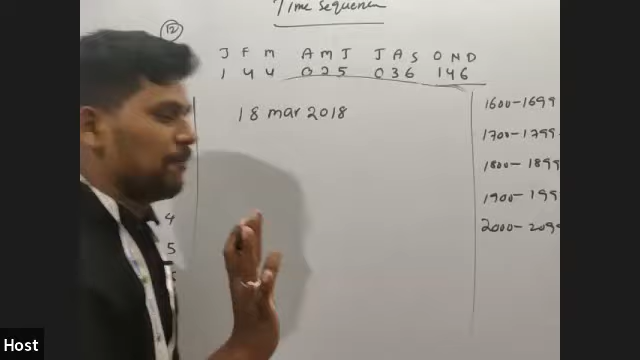 Time Sequence
12
J F M A M J J A S O N D
1 4 4 0 2 5 0 3 6 1 4 6
18 mar 2018
1600-1699
1700-1799
1800-1899
1900-199
2000-2099
4
5
Host